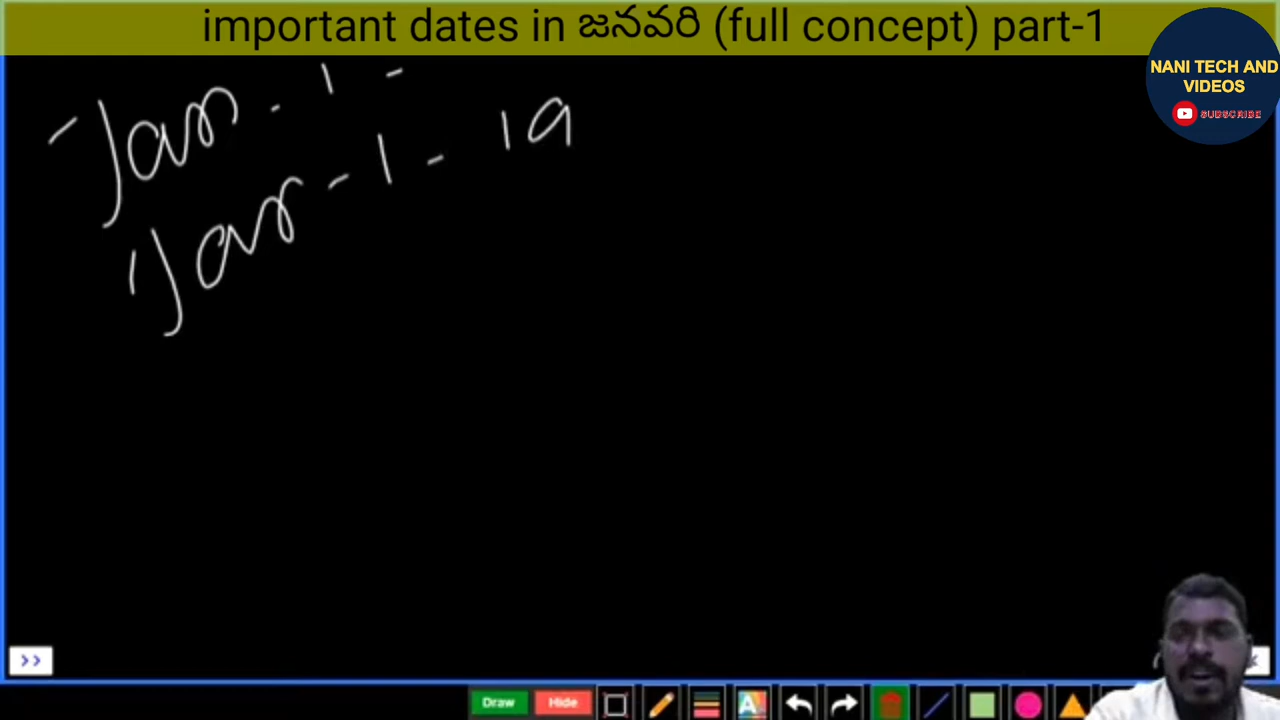 important dates in జనవరి (full concept) part-1
NANI TECH AND
VIDEOS
SUBSCRIBE
Jan - 1 -
Jan - 1 - 19
>>
Draw
Hide
A